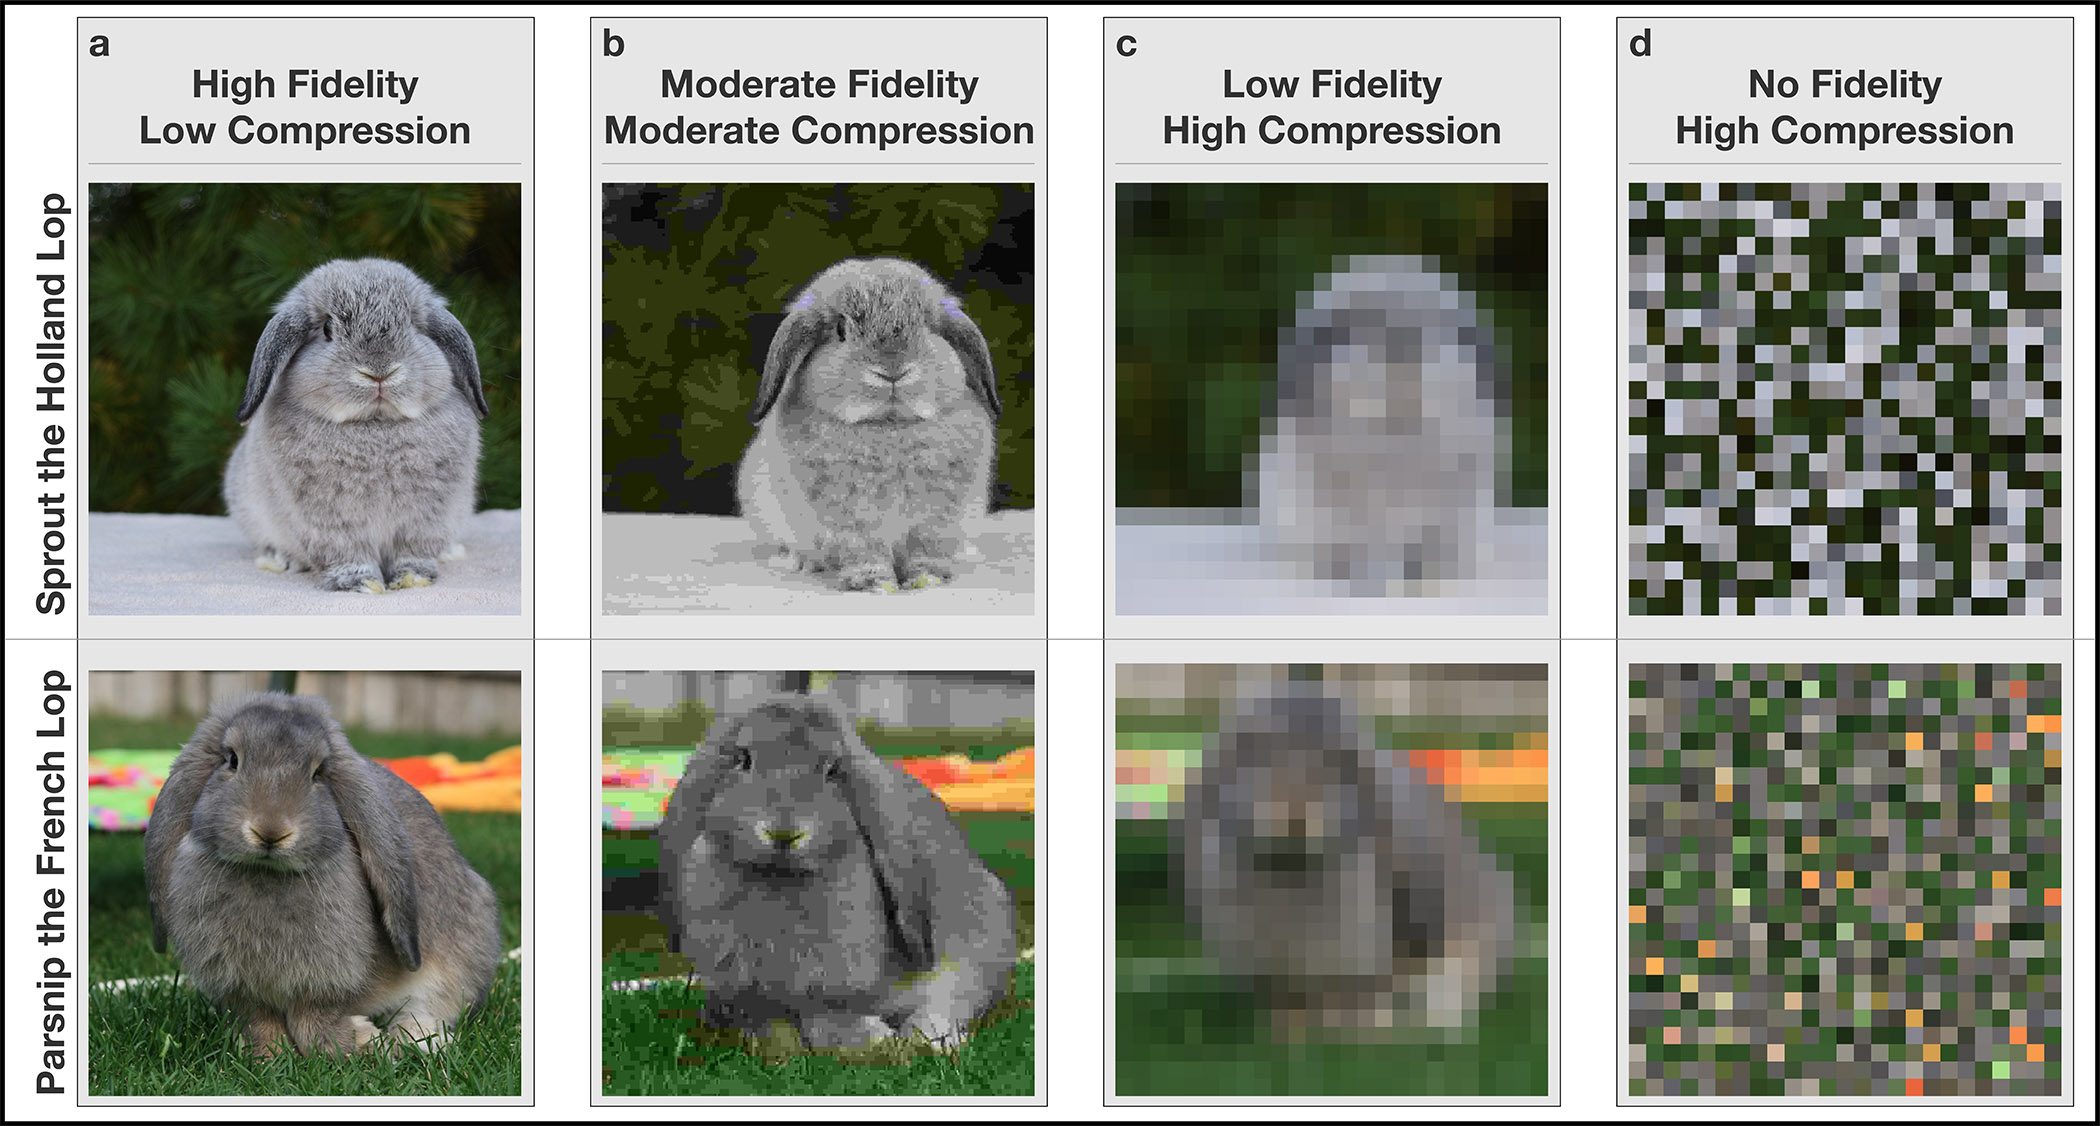 a
High Fidelity
Low Compression
b
Moderate Fidelity
Moderate Compression
c
Low Fidelity
High Compression
d
No Fidelity
High Compression
Sprout the Holland Lop
Parsnip the French Lop